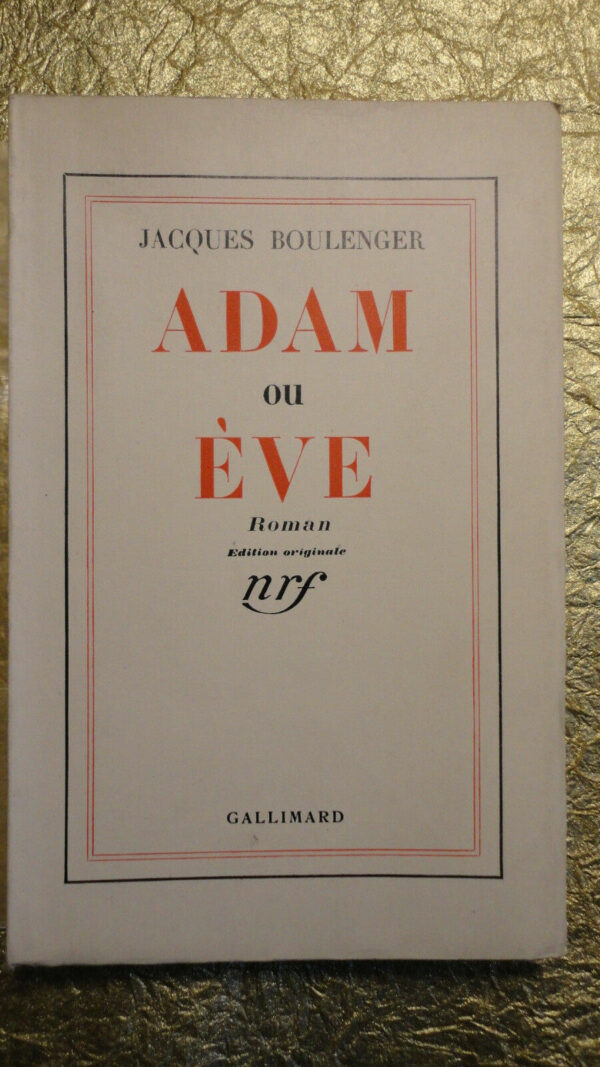 JACQUES BOULENGER
ADAM
ou
ÈVE
Roman
Edition originale
nrf
GALLIMARD